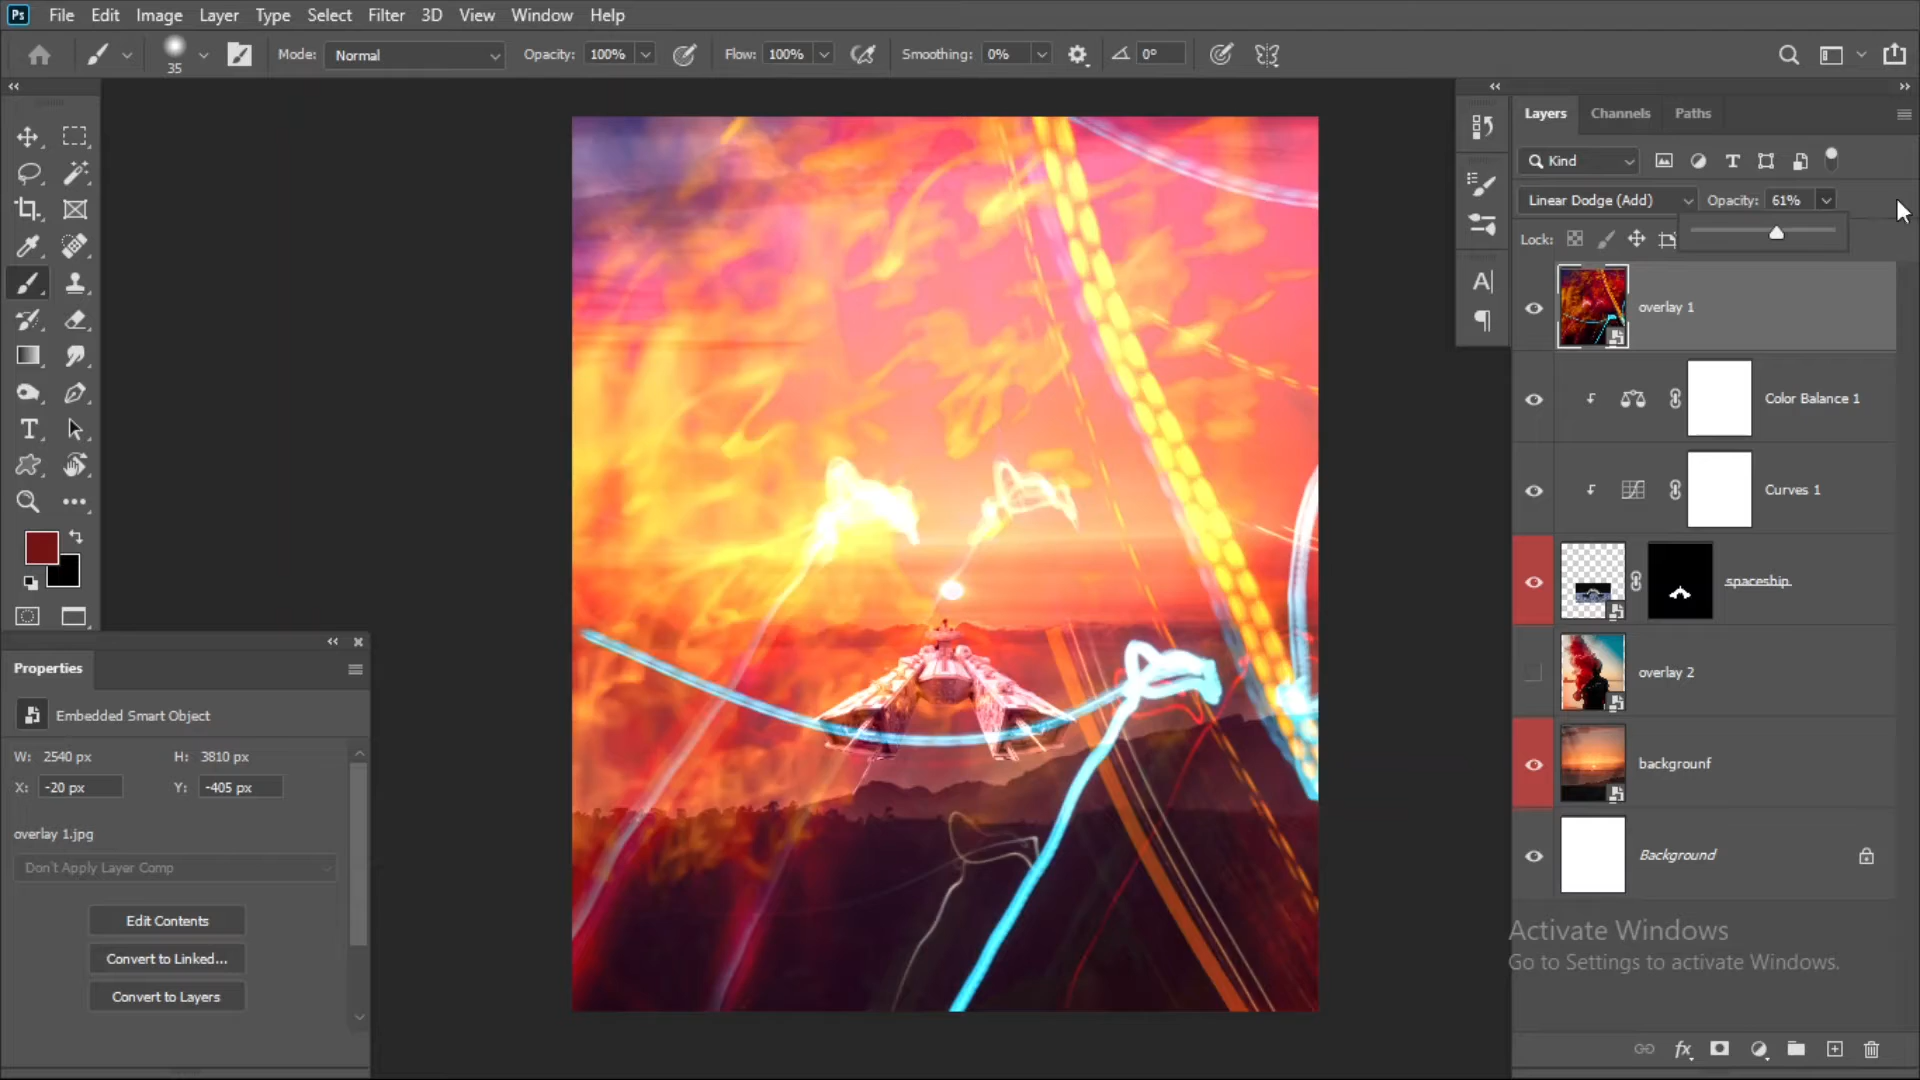 Ps File Edit Image Layer Type Select Filter 3D View Window Help
35 Mode: Normal Opacity: 100% Flow: 100% Smoothing: 0% 0°
Layers Channels Paths
Kind
Linear Dodge (Add) Opacity: 61%
Lock:
overlay 1
Color Balance 1
Curves 1
spaceship
overlay 2
backgrounf
Background
Properties
Embedded Smart Object
W: 2540 px H: 3810 px
X: -20 px Y: -405 px
overlay 1.jpg
Don't Apply Layer Comp
Edit Contents
Convert to Linked...
Convert to Layers
Activate Windows
Go to Settings to activate Windows.